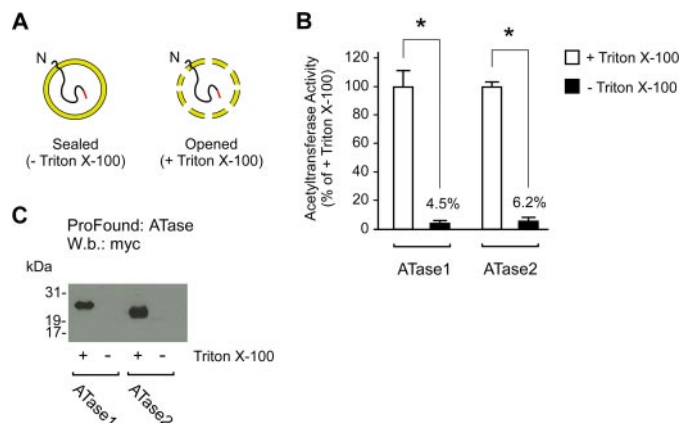 A
N
N
Sealed
(- Triton X-100)
Opened
(+ Triton X-100)
B
Acetyltransferase Activity
(% of + Triton X-100)
120
100
80
60
40
20
0
*
*
4.5%
6.2%
ATase1
ATase2
+ Triton X-100
- Triton X-100
C
ProFound: ATase
W.b.: myc
kDa
31-
19-
17-
+ - + - Triton X-100
ATase1
ATase2